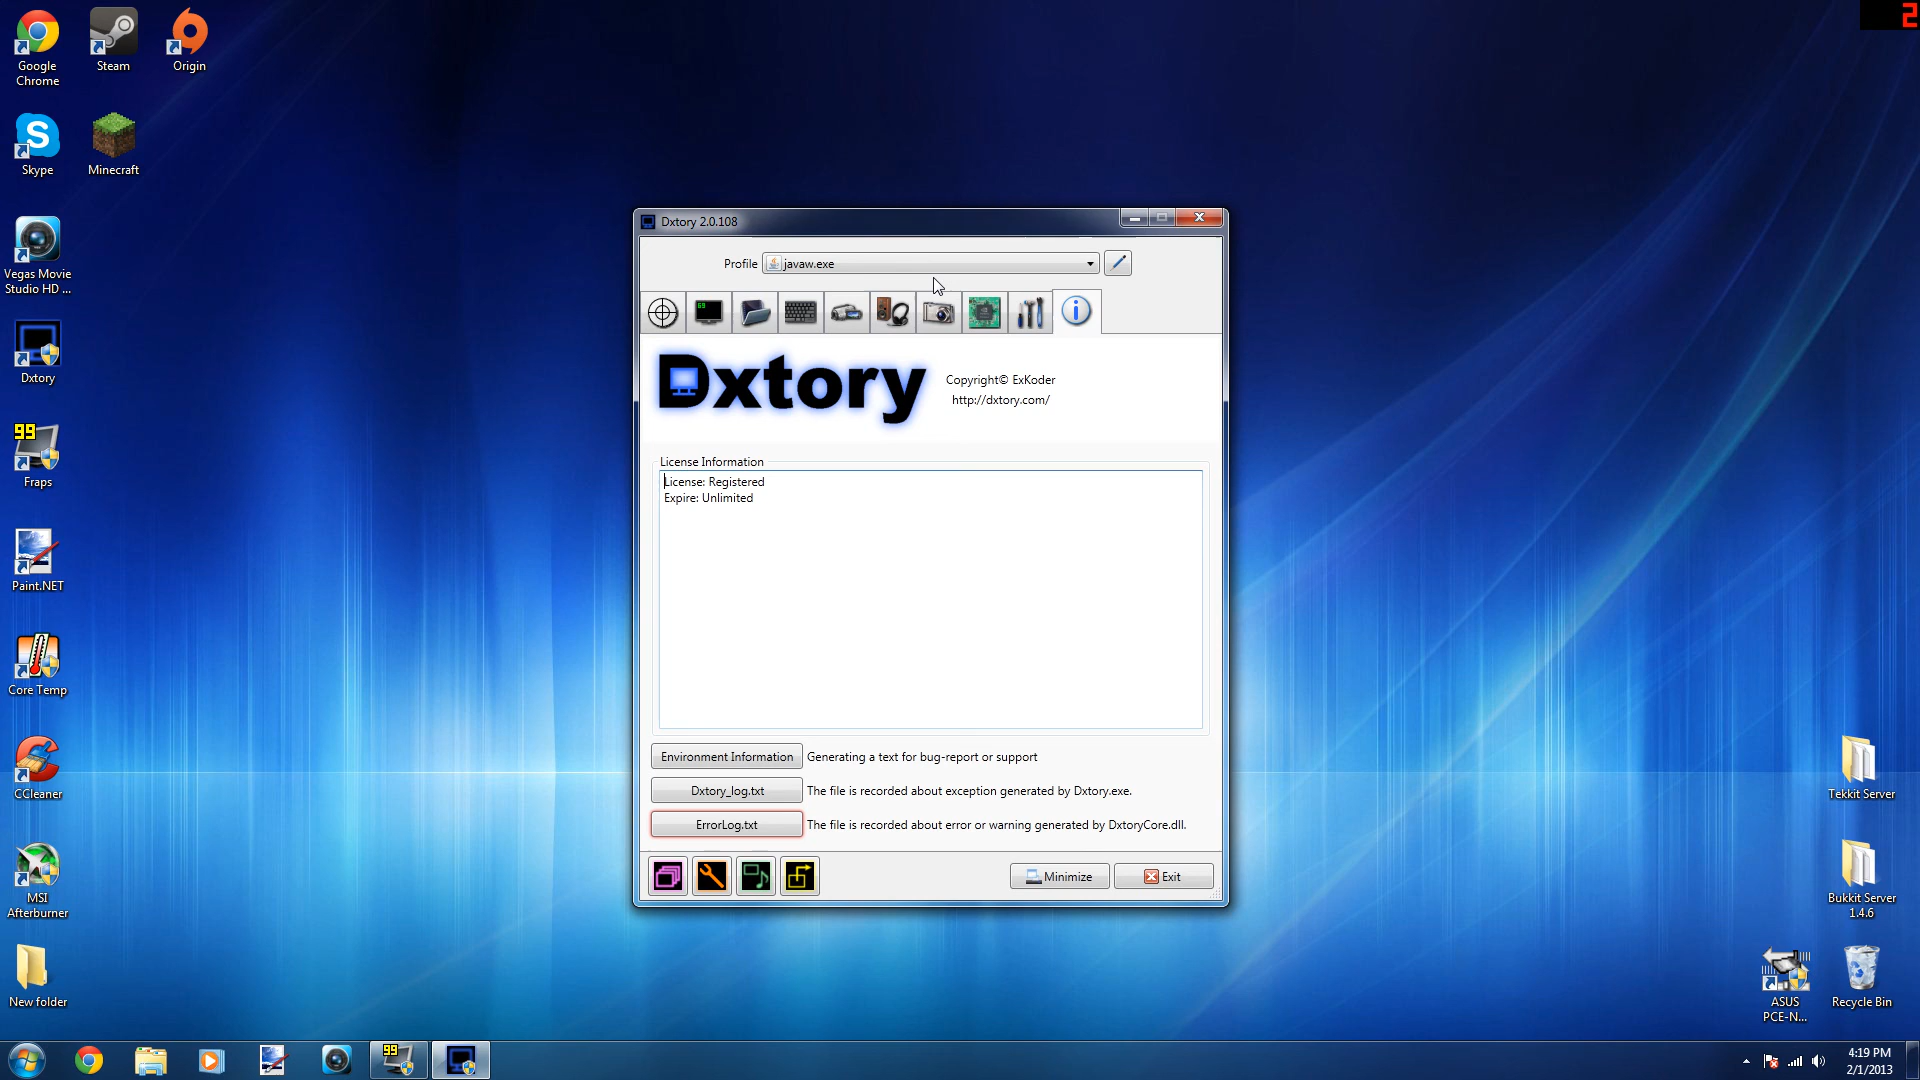 Google
Chrome
Steam
Origin
2
Skype
Minecraft
Vegas Movie
Studio HD ...
Dxtory
99
Fraps
Paint.NET
Core Temp
CCleaner
MSI
Afterburner
New folder
Dxtory 2.0.108
Profile
javaw.exe
Dxtory
Copyright© ExKoder
http://dxtory.com/
License Information
License: Registered
Expire: Unlimited
Environment Information
Generating a text for bug-report or support
Dxtory_log.txt
The file is recorded about exception generated by Dxtory.exe.
ErrorLog.txt
The file is recorded about error or warning generated by DxtoryCore.dll.
Minimize
Exit
Tekkit Server
Bukkit Server
1.4.6
ASUS
PCE-N...
Recycle Bin
99
4:19 PM
2/1/2013